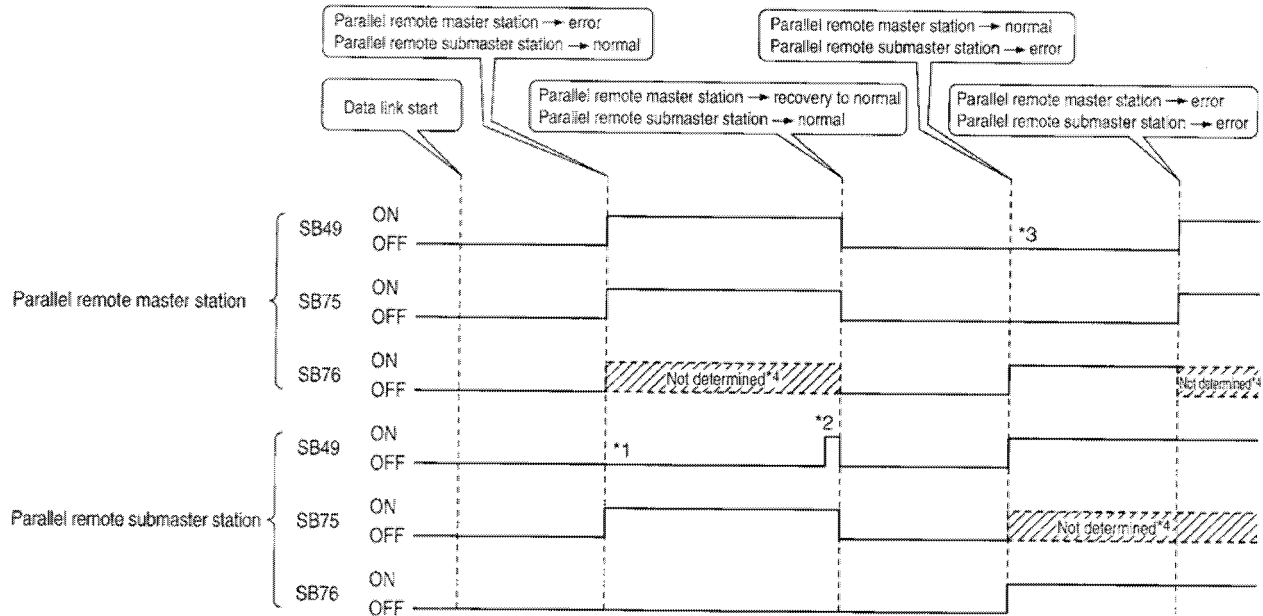 Parallel remote master station → error
Parallel remote submaster station → normal
Parallel remote master station → normal
Parallel remote submaster station → error
Data link start
Parallel remote master station → recovery to normal
Parallel remote submaster station → normal
Parallel remote master station → error
Parallel remote submaster station → error
Parallel remote master station
SB49
ON
OFF
*3
SB75
ON
OFF
SB76
ON
OFF
Not determined*4
Not determined*4
Parallel remote submaster station
SB49
ON
OFF
*1
*2
SB75
ON
OFF
Not determined*4
SB76
ON
OFF